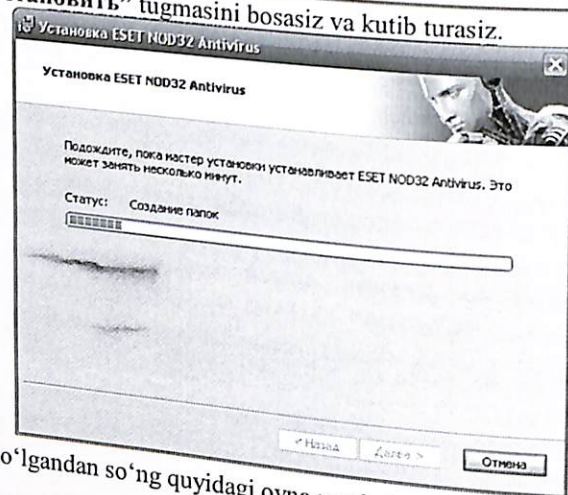 тановить” tugmasini bosasiz va kutib turasiz.
Установка ESET NOD32 Antivirus
Установка ESET NOD32 Antivirus
Подождите, пока мастер установки устанавливает ESET NOD32 Antivirus. Это
может занять несколько минут.
Статус: Создание папок
< Назад Далее > Отмена
o‘lgandan so‘ng quyidagi oyna